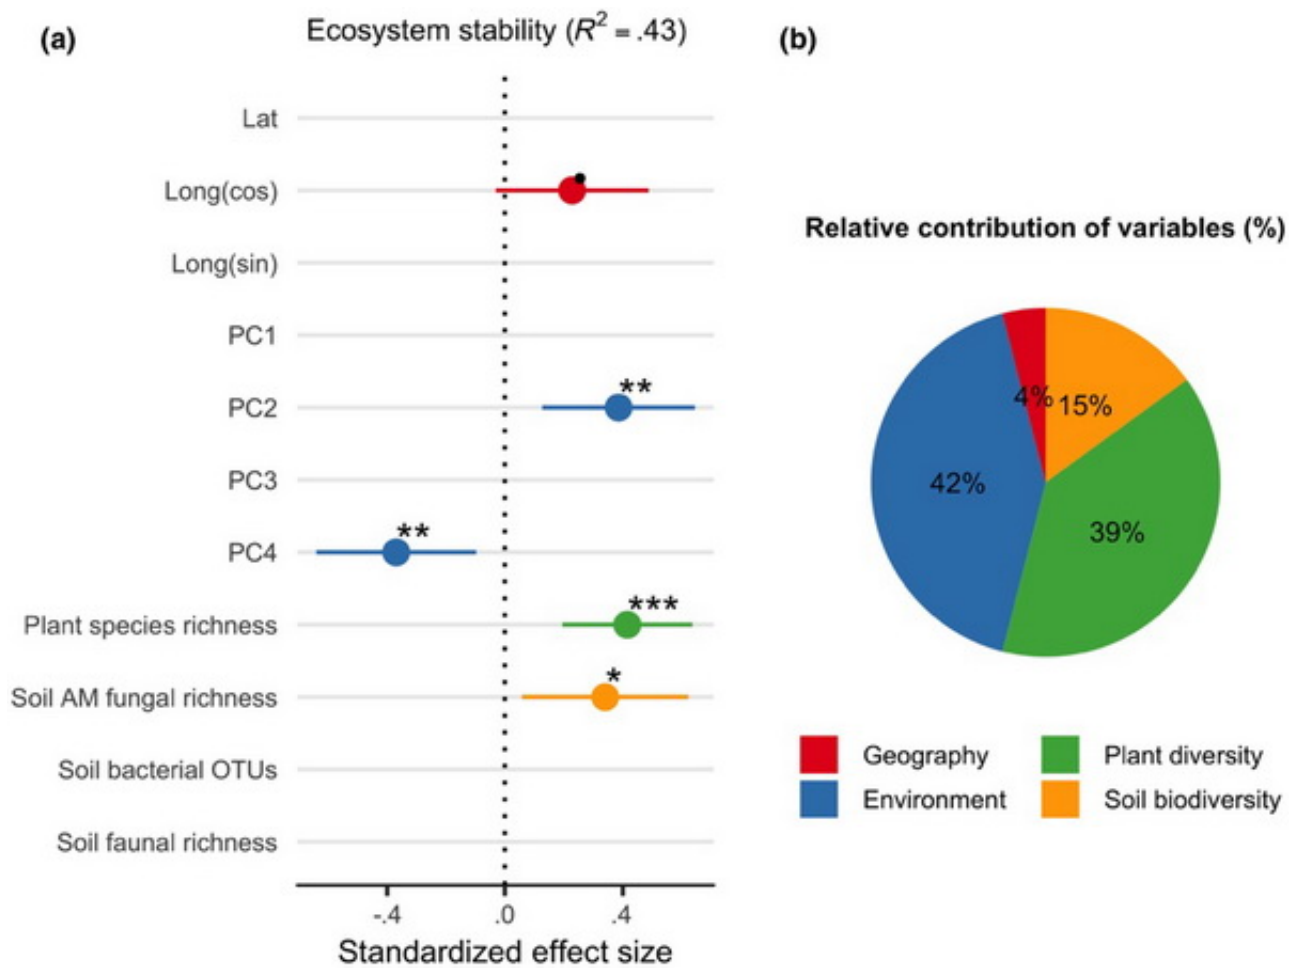 (a)
Ecosystem stability (R² = .43)
Lat
Long(cos)
Long(sin)
PC1
PC2
**
PC3
PC4
**
Plant species richness
***
Soil AM fungal richness
*
Soil bacterial OTUs
Soil faunal richness
-.4 .0 .4
Standardized effect size
(b)
Relative contribution of variables (%)
4% 15%
42%
39%
Geography
Plant diversity
Environment
Soil biodiversity